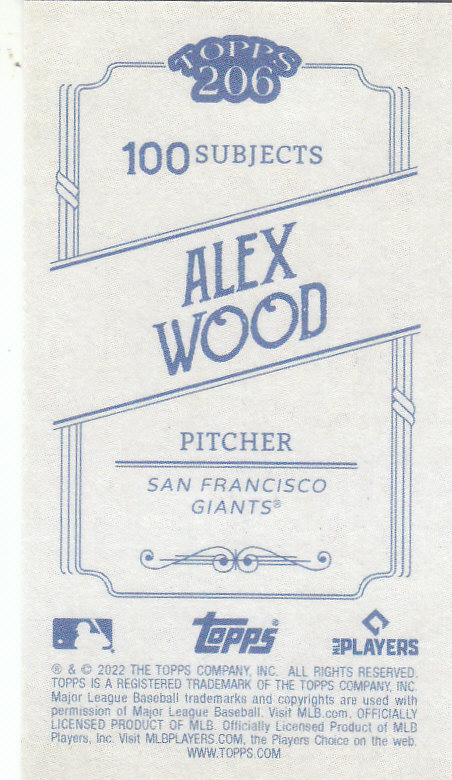 TOPPS
206
100 SUBJECTS
ALEX
WOOD
PITCHER
SAN FRANCISCO
GIANTS®
topps®
MLB PLAYERS
® & © 2022 THE TOPPS COMPANY, INC. ALL RIGHTS RESERVED.
TOPPS IS A REGISTERED TRADEMARK OF THE TOPPS COMPANY, INC.
Major League Baseball trademarks and copyrights are used with
permission of Major League Baseball. Visit MLB.com. OFFICIALLY
LICENSED PRODUCT OF MLB. Officially Licensed Product of MLB
Players, Inc. Visit MLBPLAYERS.COM, the Players Choice on the web.
WWW.TOPPS.COM